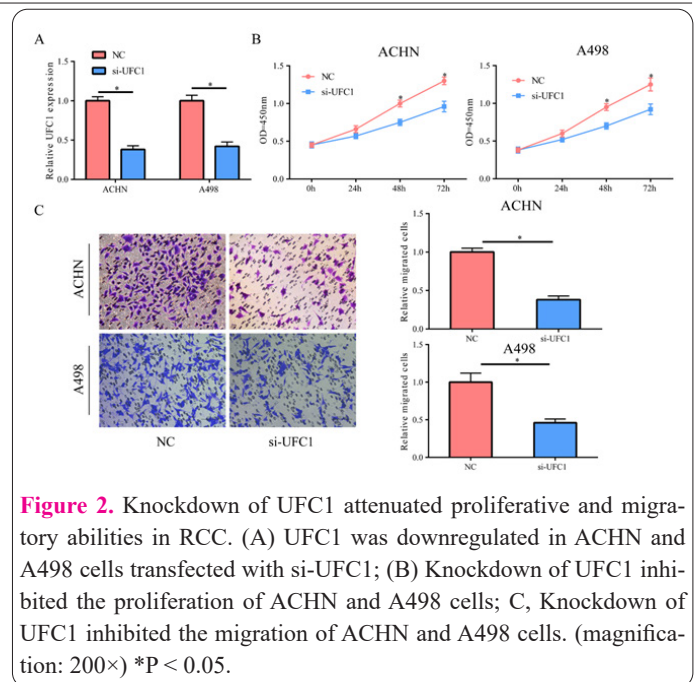 A
NC
si-UFC1
Relative UFC1 expression
1.5
1.0
0.5
0.0
*
*
ACHN
A498
B
ACHN
NC
si-UFC1
OD=450nm
1.5
1.0
0.5
0.0
*
*
0h
24h
48h
72h
A498
NC
si-UFC1
OD=450nm
1.5
1.0
0.5
0.0
*
*
0h
24h
48h
72h
C
ACHN
A498
NC
si-UFC1
ACHN
Relative migrated cells
1.5
1.0
0.5
0.0
*
NC
si-UFC1
A498
Relative migrated cells
1.5
1.0
0.5
0.0
*
NC
si-UFC1
Figure 2. Knockdown of UFC1 attenuated proliferative and migra-
tory abilities in RCC. (A) UFC1 was downregulated in ACHN and
A498 cells transfected with si-UFC1; (B) Knockdown of UFC1 inhi-
bited the proliferation of ACHN and A498 cells; C, Knockdown of
UFC1 inhibited the migration of ACHN and A498 cells. (magnifica-
tion: 200×) *P < 0.05.